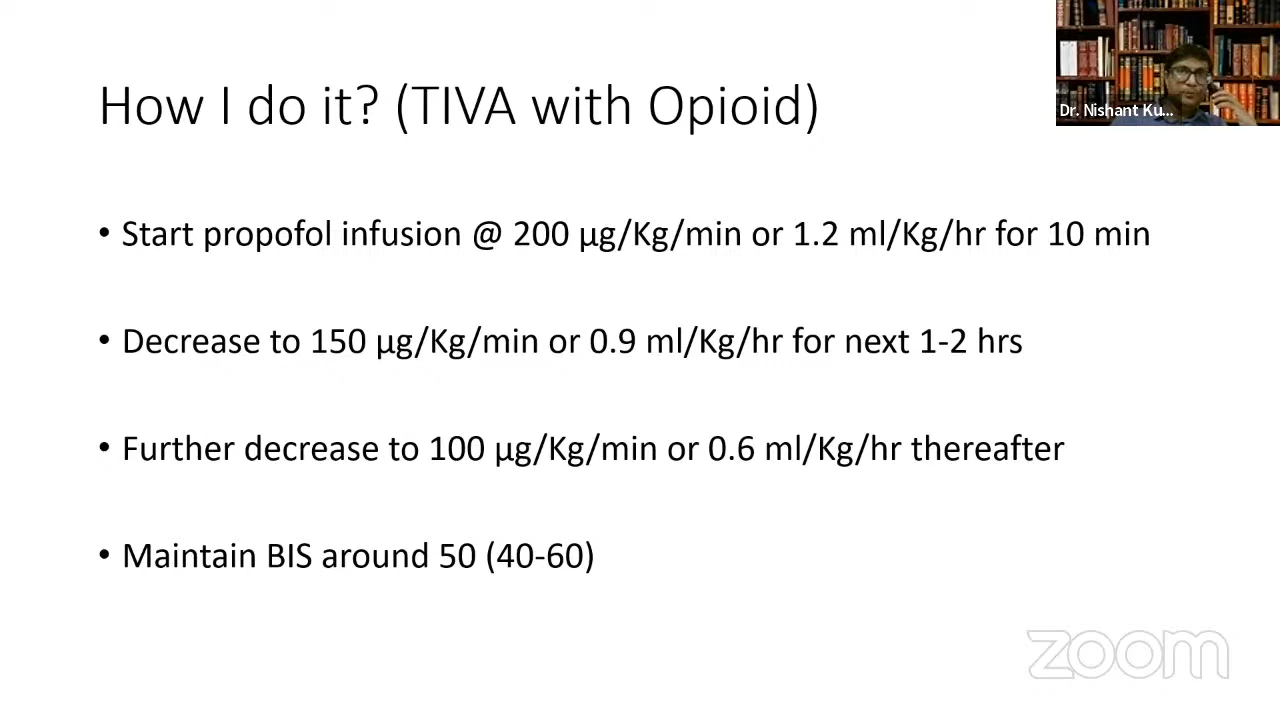 How I do it? (TIVA with Opioid)
Dr. Nishant Ku...
• Start propofol infusion @ 200 µg/Kg/min or 1.2 ml/Kg/hr for 10 min
• Decrease to 150 µg/Kg/min or 0.9 ml/Kg/hr for next 1-2 hrs
• Further decrease to 100 µg/Kg/min or 0.6 ml/Kg/hr thereafter
• Maintain BIS around 50 (40-60)
zoom